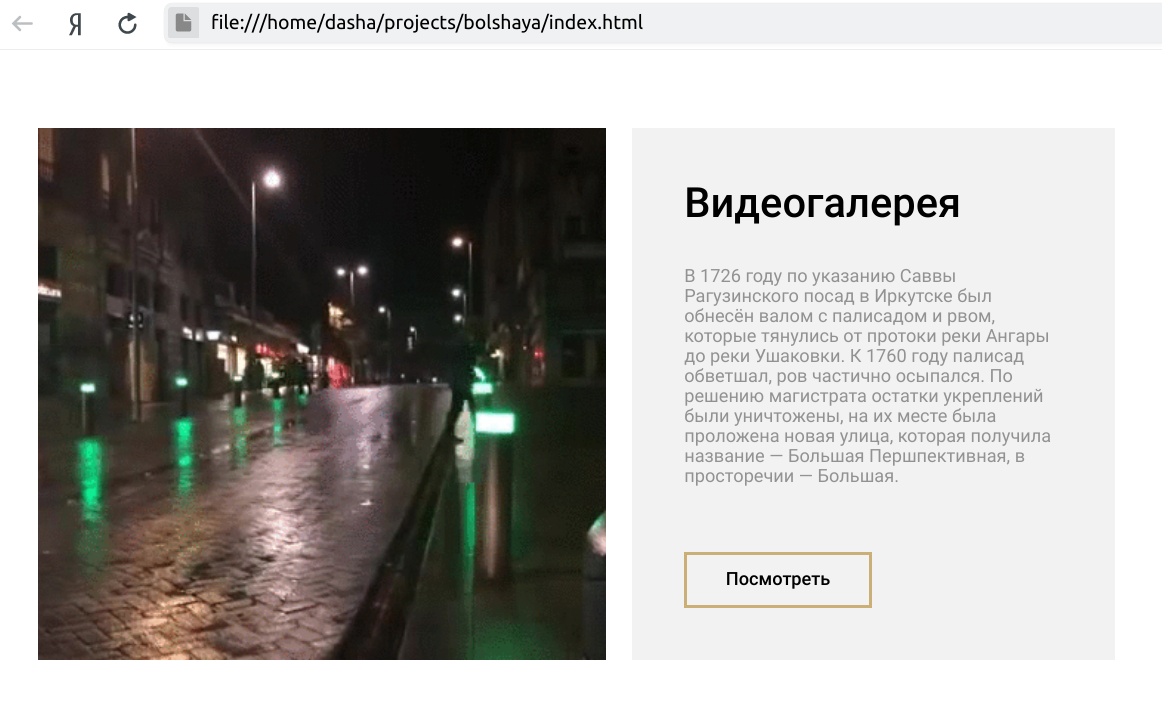 Я
file:///home/dasha/projects/bolshaya/index.html
Видеогалерея
В 1726 году по указанию Саввы
Рагузинского посад в Иркутске был
обнесён валом с палисадом и рвом,
которые тянулись от протоки реки Ангары
до реки Ушаковки. К 1760 году палисад
обветшал, ров частично осыпался. По
решению магистрата остатки укреплений
были уничтожены, на их месте была
проложена новая улица, которая получила
название — Большая Першпективная, в
просторечии — Большая.
Посмотреть